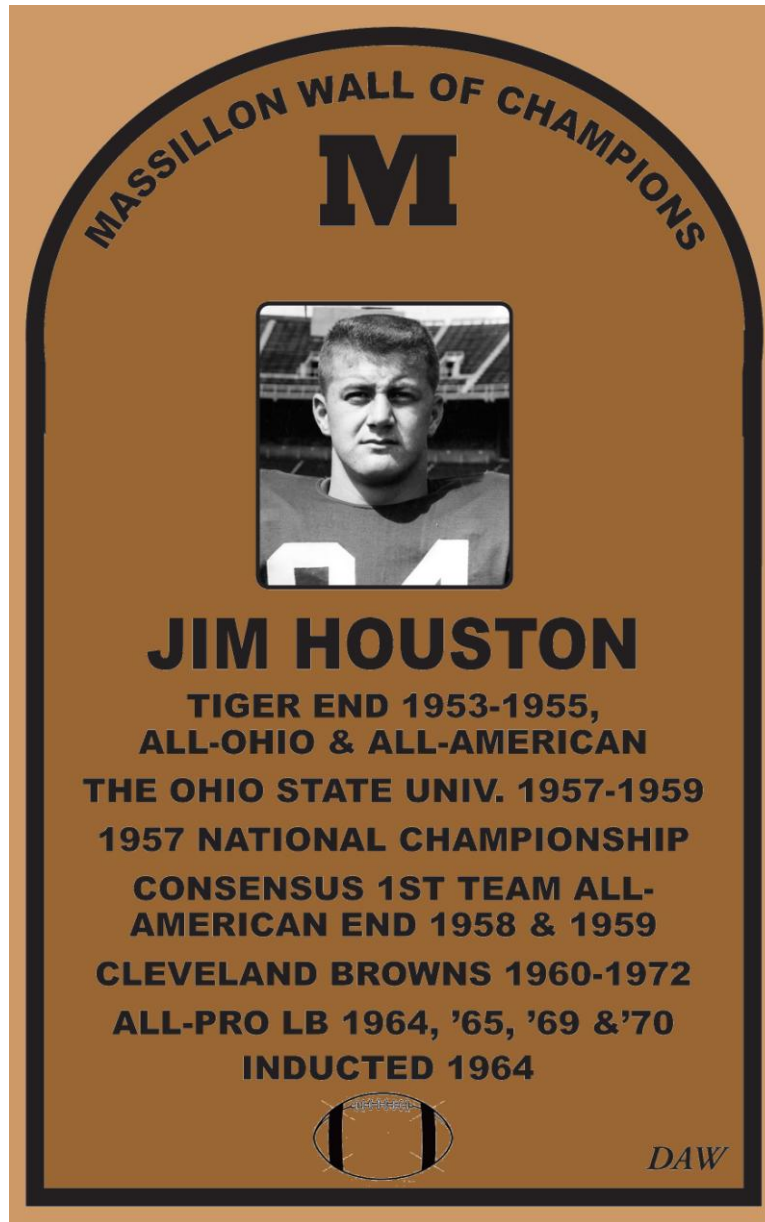 MASSILLON WALL OF CHAMPIONS
M
JIM HOUSTON
TIGER END 1953-1955,
ALL-OHIO & ALL-AMERICAN
THE OHIO STATE UNIV. 1957-1959
1957 NATIONAL CHAMPIONSHIP
CONSENSUS 1ST TEAM ALL-
AMERICAN END 1958 & 1959
CLEVELAND BROWNS 1960-1972
ALL-PRO LB 1964, ’65, ’69 &’70
INDUCTED 1964
DAW